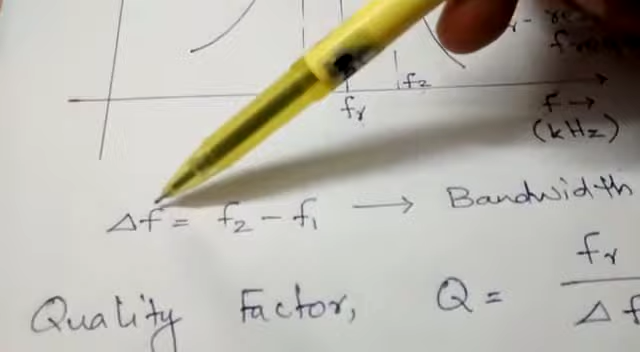 fr
f2
f →
(kHz)
Δf = f2 - f1 → Bandwidth
Quality Factor, Q = fr / Δf